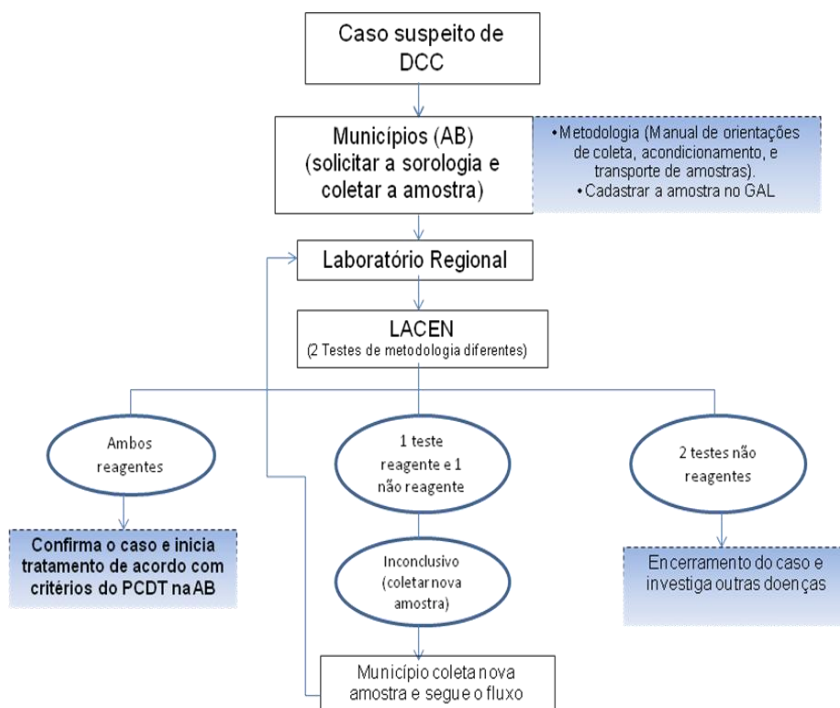 Caso suspeito de
DCC
Municípios (AB)
(solicitar a sorologia e
coletar a amostra)
•Metodologia (Manual de orientações
de coleta, acondicionamento, e
transporte de amostras).
•Cadastrar a amostra no GAL
Laboratório Regional
LACEN
(2 Testes de metodologia diferentes)
Ambos
reagentes
1 teste
reagente e 1
não reagente
2 testes não
reagentes
Confirma o caso e inicia
tratamento de acordo com
critérios do PCDT na AB
Inconclusivo
(coletar nova
amostra)
Encerramento do caso e
investiga outras doenças
Município coleta nova
amostra e segue o fluxo